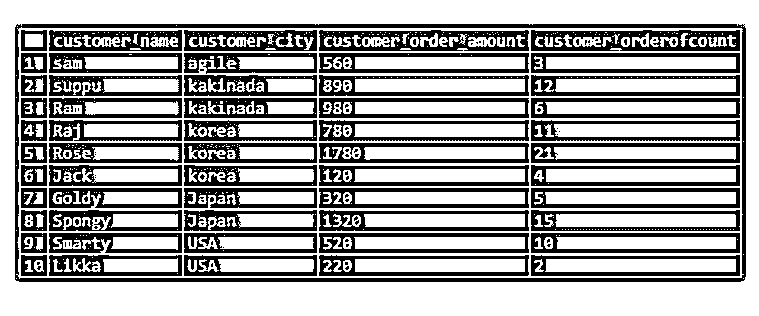 customer_name customer_city customer_order_amount customer_orderofcount
1 sam agile 560 3
2 suppu kakinada 890 12
3 Ram kakinada 980 6
4 Raj korea 780 11
5 Rose korea 1780 21
6 Jack korea 120 4
7 Goldy Japan 320 5
8 Spongy Japan 1320 15
9 Smarty USA 520 10
10 Likka USA 220 2